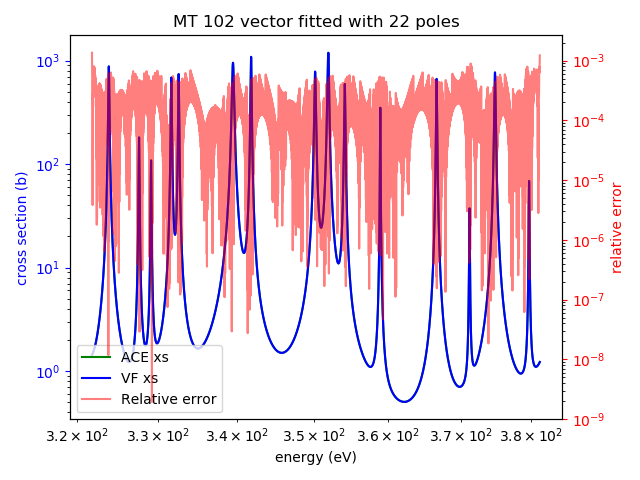 MT 102 vector fitted with 22 poles
10³
10²
10¹
10⁰
cross section (b)
10⁻³
10⁻⁴
10⁻⁵
10⁻⁶
10⁻⁷
10⁻⁸
10⁻⁹
relative error
ACE xs
VF xs
Relative error
3.2 × 10² 3.3 × 10² 3.4 × 10² 3.5 × 10² 3.6 × 10² 3.7 × 10² 3.8 × 10²
energy (eV)